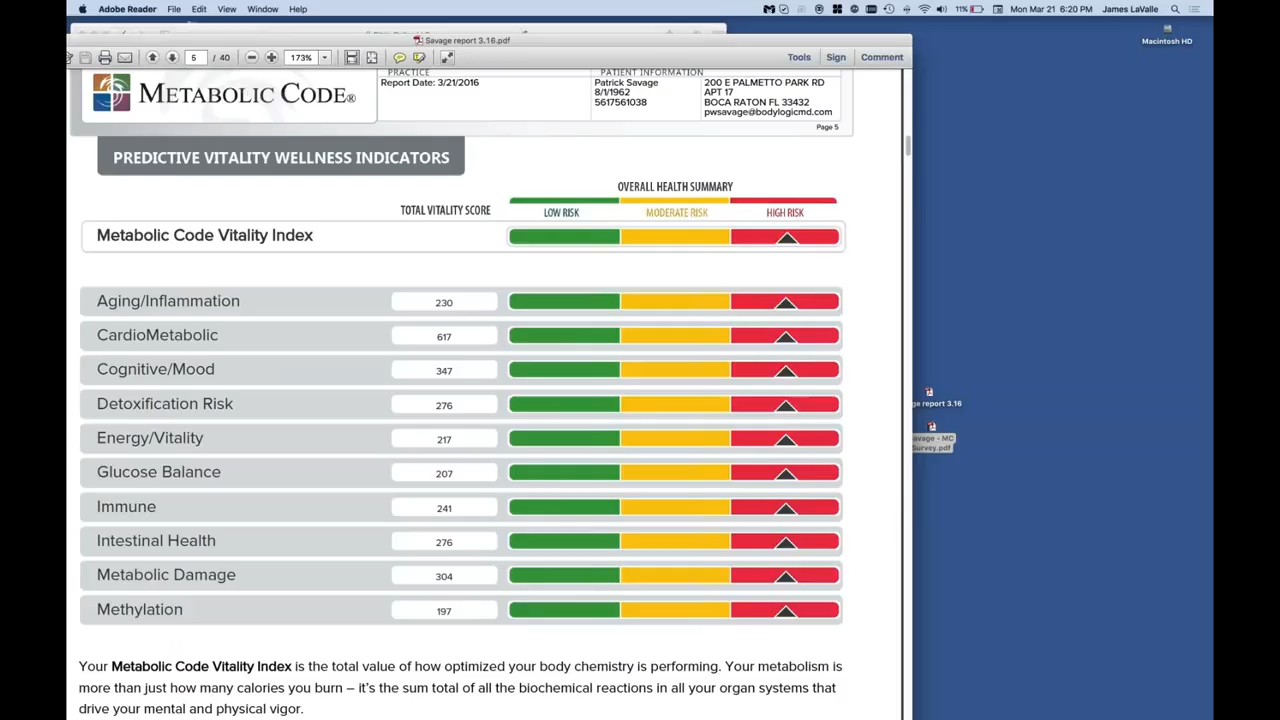 Adobe Reader File Edit View Window Help 11% Mon Mar 21 6:20 PM James LaValle
Macintosh HD
Savage report 3.16.pdf
5 / 40 173% Tools Sign Comment
PRACTICE PATIENT INFORMATION
METABOLIC CODE®
Report Date: 3/21/2016
Patrick Savage
8/1/1962
5617561038
200 E PALMETTO PARK RD
APT 17
BOCA RATON FL 33432
pwsavage@bodylogicmd.com
Page 5
PREDICTIVE VITALITY WELLNESS INDICATORS
OVERALL HEALTH SUMMARY
TOTAL VITALITY SCORE LOW RISK MODERATE RISK HIGH RISK
Metabolic Code Vitality Index
Aging/Inflammation 230
CardioMetabolic 617
Cognitive/Mood 347
Detoxification Risk 276
Energy/Vitality 217
Glucose Balance 207
Immune 241
Intestinal Health 276
Metabolic Damage 304
Methylation 197
Your Metabolic Code Vitality Index is the total value of how optimized your body chemistry is performing. Your metabolism is
more than just how many calories you burn – it's the sum total of all the biochemical reactions in all your organ systems that
drive your mental and physical vigor.
ge report 3.16
avage - MC
Survey.pdf